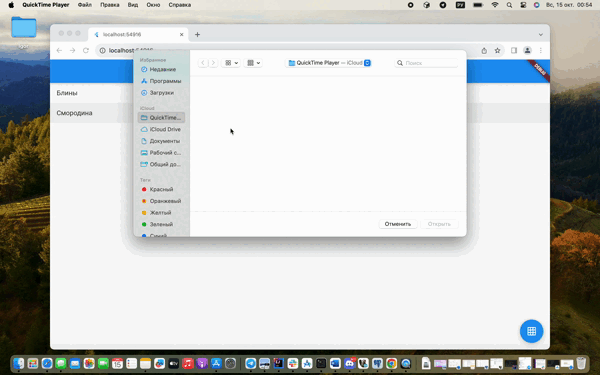 QuickTime Player Файл Правка Вид Окно Справка
Вс, 15 окт. 00:54
localhost:54916
localhost:54916
DEBUG
Блины
Смородина
Избранное
Недавние
Программы
Загрузки
iCloud
QuickTime...
iCloud Drive
Документы
Рабочий с...
Общий до...
Теги
Красный
Оранжевый
Желтый
Зеленый
Синий
QuickTime Player — iCloud
Поиск
Отменить
Открыть